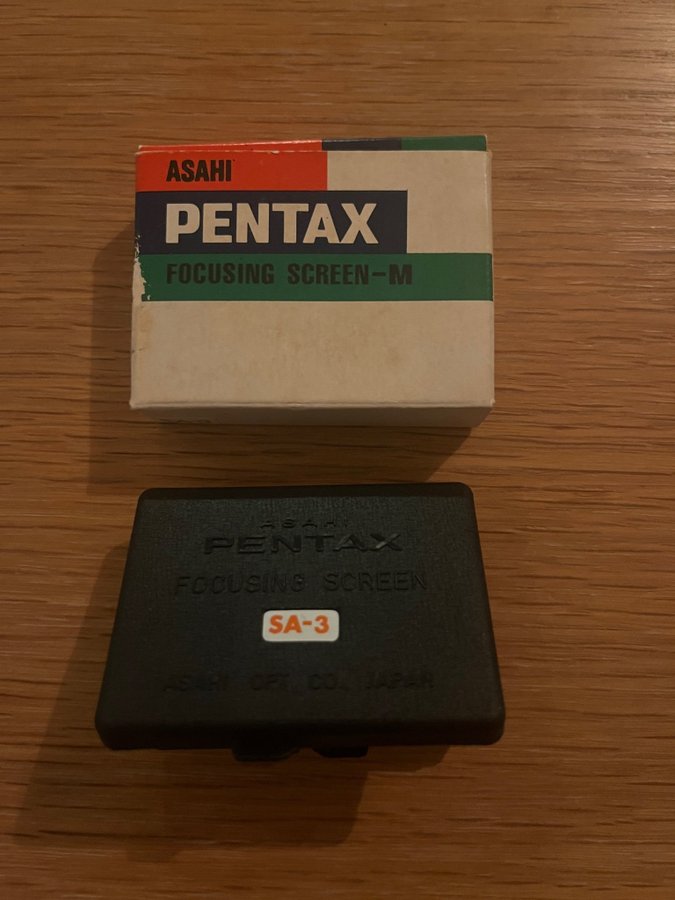 ASAHI
PENTAX
FOCUSING SCREEN-M
ASAHI
PENTAX
FOCUSING SCREEN
SA-3
ASAHI OPT. CO., JAPAN